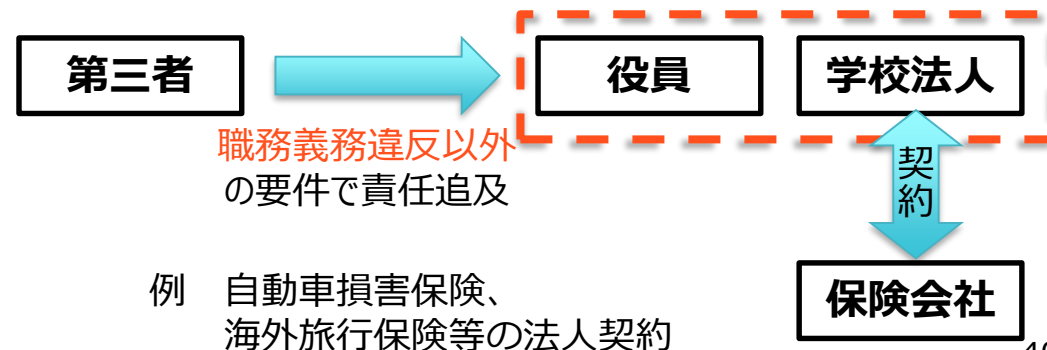 第三者
役員
学校法人
職務義務違反以外
の要件で責任追及
契約
例 自動車損害保険、
海外旅行保険等の法人契約
保険会社